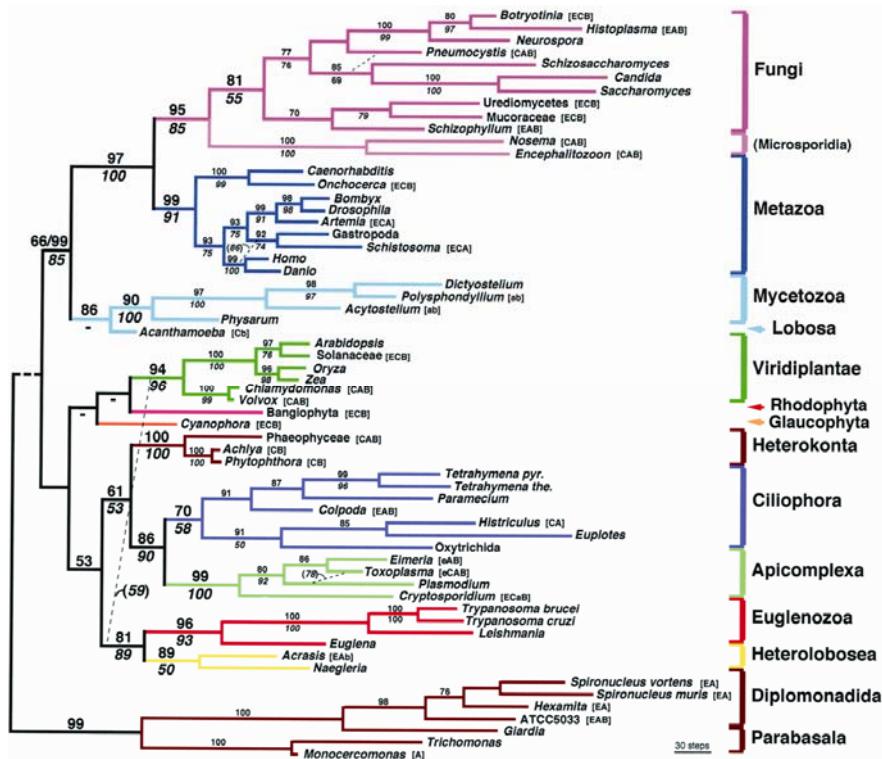 80
Botryotinia [ECB]
100
97
Histoplasma [EAB]
99
Neurospora
77
Pneumocystis [CAB]
76
85
Schizosaccharomyces
69
81
100
Candida
Fungi
55
100
Saccharomyces
95
70
79
Urediomycetes [ECB]
85
Mucoraceae [ECB]
Schizophyllum [EAB]
100
Nosema [CAB]
(Microsporidia)
100
Encephalitozoon [CAB]
97
100
100
Caenorhabditis
99
Onchocerca [ECB]
99
98
Bombyx
91
99
98
Drosophila
93
91
Artemia [ECA]
Metazoa
75
92
Gastropoda
93
(86)
74
Schistosoma [ECA]
75
99
Homo
100
Danio
66/99
85
98
Dictyostelium
97
97
Polysphondyllium [ab]
Mycetozoa
90
100
Acytostelium [ab]
86
100
Physarum
-
Acanthamoeba [Cb]
Lobosa
97
Arabidopsis
100
76
Solanaceae [ECB]
Viridiplantae
94
100
96
Oryza
96
98
Zea
100
Chlamydomonas [CAB]
99
Volvox [CAB]
-
Bangiophyta [ECB]
Rhodophyta
-
Cyanophora [ECB]
Glaucophyta
100
Phaeophyceae [CAB]
Heterokonta
100
100
Achlya [CB]
100
Phytophthora [CB]
99
Tetrahymena pyr.
87
96
Tetrahymena the.
61
91
Paramecium
53
70
Colpoda [EAB]
Ciliophora
58
85
Histriculus [CA]
91
Euplotes
86
50
Oxytrichida
90
53
86
Eimeria [eAB]
80
(78)
Toxoplasma [eCAB]
Apicomplexa
99
92
Plasmodium
(59)
100
Cryptosporidium [ECaB]
100
Trypanosoma brucei
100
100
Trypanosoma cruzi
Euglenozoa
96
100
Leishmania
81
93
Euglena
89
89
Acrasis [EAb]
Heterolobosea
50
Naegleria
Spironucleus vortens [EA]
76
Spironucleus muris [EA]
98
Hexamita [EA]
Diplomonadida
100
ATCC5033 [EAB]
99
Giardia
100
Trichomonas
Parabasala
Monocercomonas [A]
30 steps